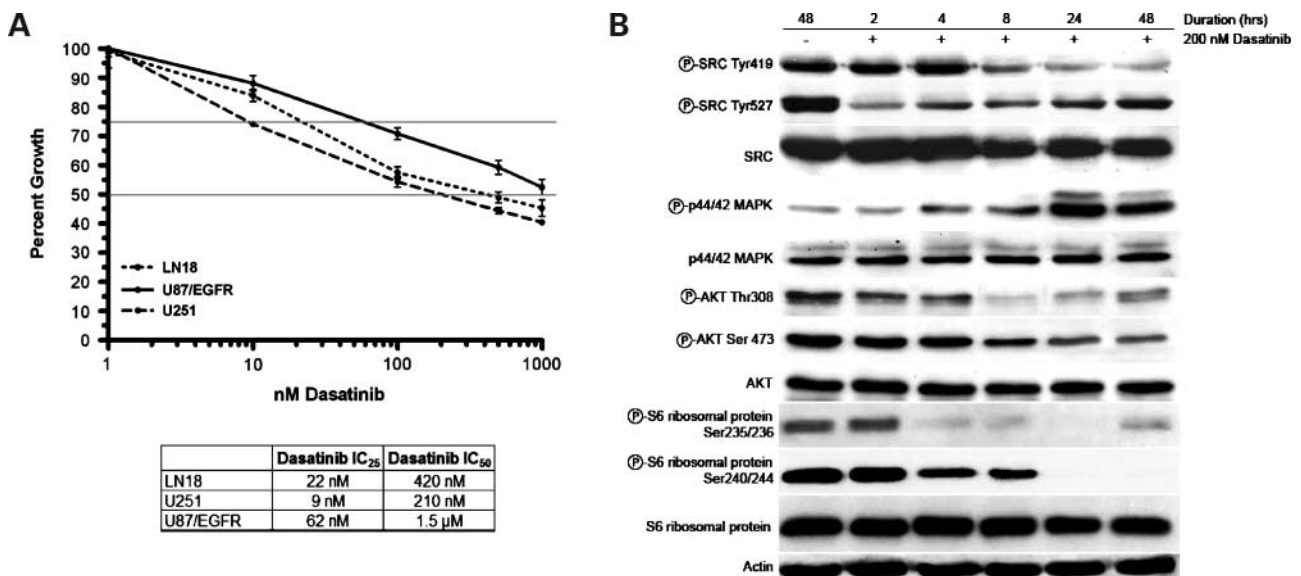 A
100
90
80
70
60
50
40
30
20
10
0
Percent Growth
LN18
U87/EGFR
U251
1 10 100 1000
nM Dasatinib
Dasatinib IC25 Dasatinib IC50
LN18 22 nM 420 nM
U251 9 nM 210 nM
U87/EGFR 62 nM 1.5 µM
B
48 2 4 8 24 48 Duration (hrs)
- + + + + + 200 nM Dasatinib
Ⓟ-SRC Tyr419
Ⓟ-SRC Tyr527
SRC
Ⓟ-p44/42 MAPK
p44/42 MAPK
Ⓟ-AKT Thr308
Ⓟ-AKT Ser 473
AKT
Ⓟ-S6 ribosomal protein
Ser235/236
Ⓟ-S6 ribosomal protein
Ser240/244
S6 ribosomal protein
Actin